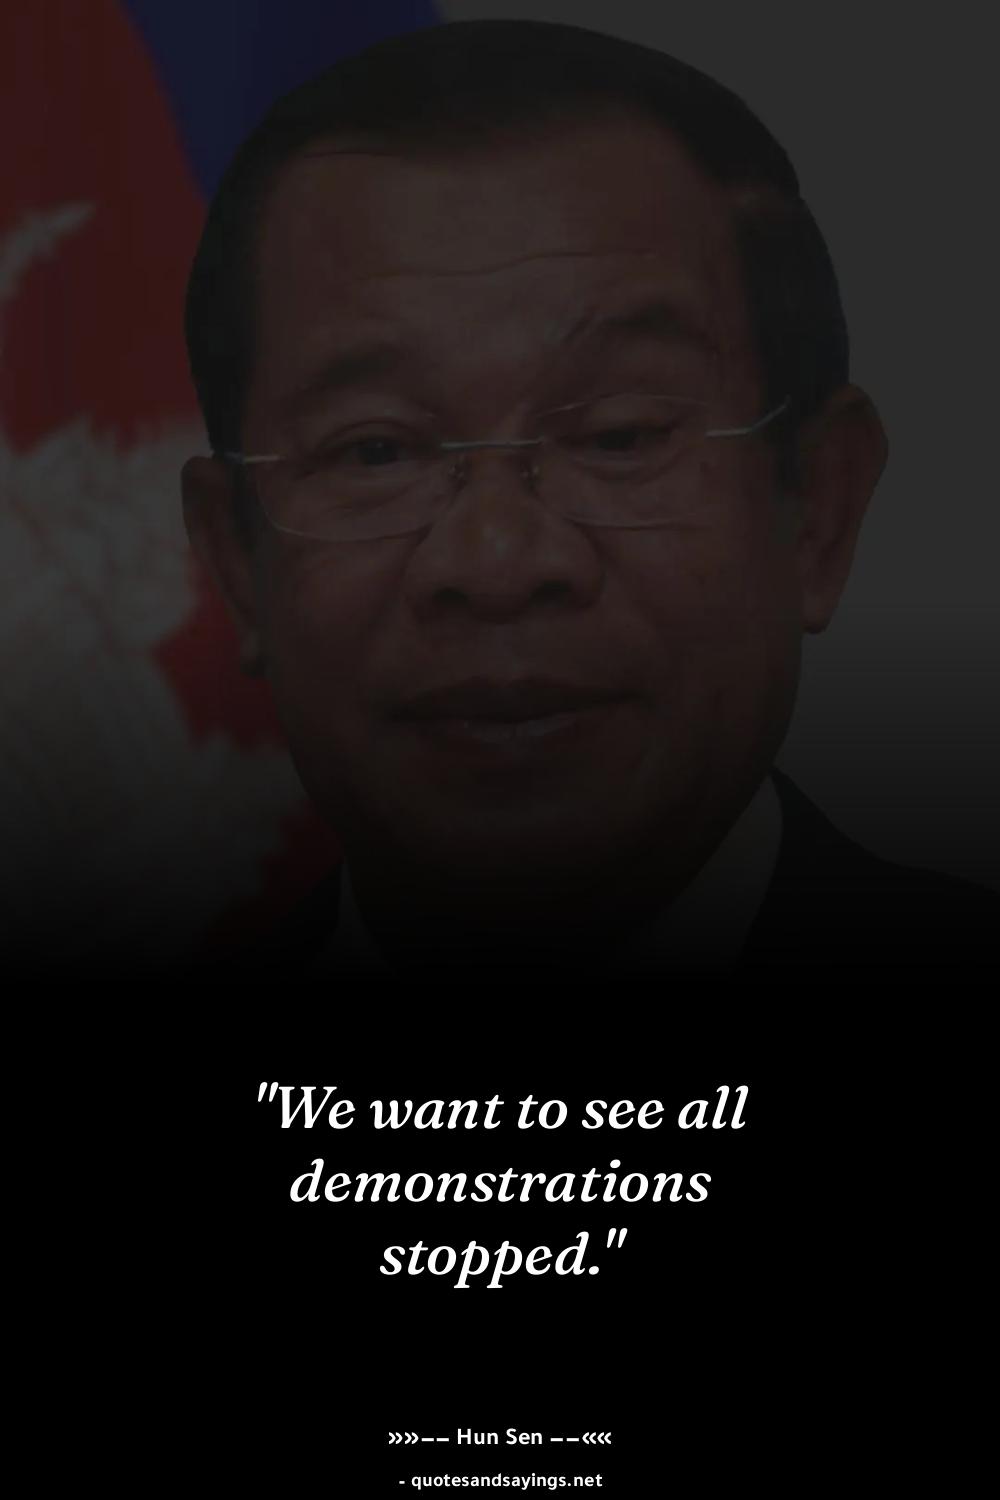 "We want to see all
demonstrations
stopped."
»»−− Hun Sen −−««
- quotesandsayings.net